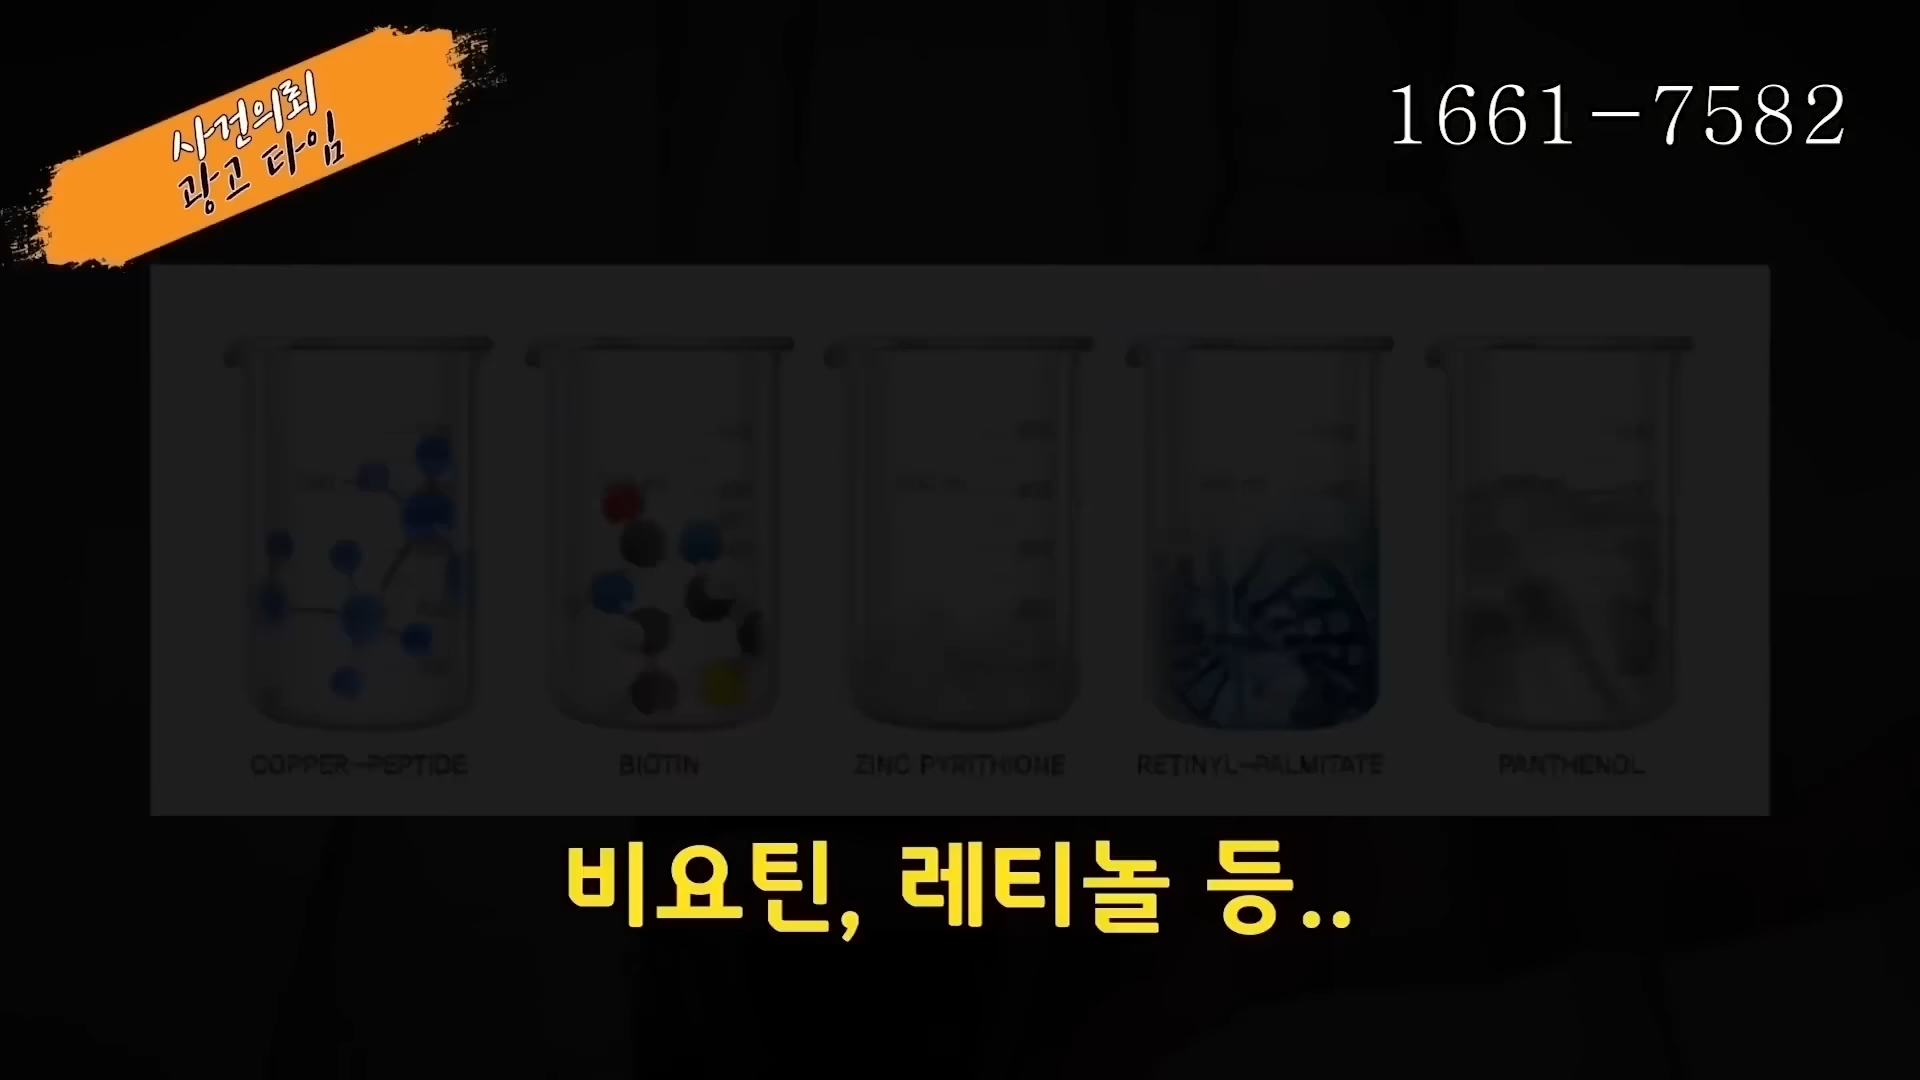 사건의뢰
광고 타임
1661-7582
COPPER-PEPTIDE
BIOTIN
ZINC PYRITHIONE
RETINYL-PALMITATE
PANTHENOL
비요틴, 레티놀 등..